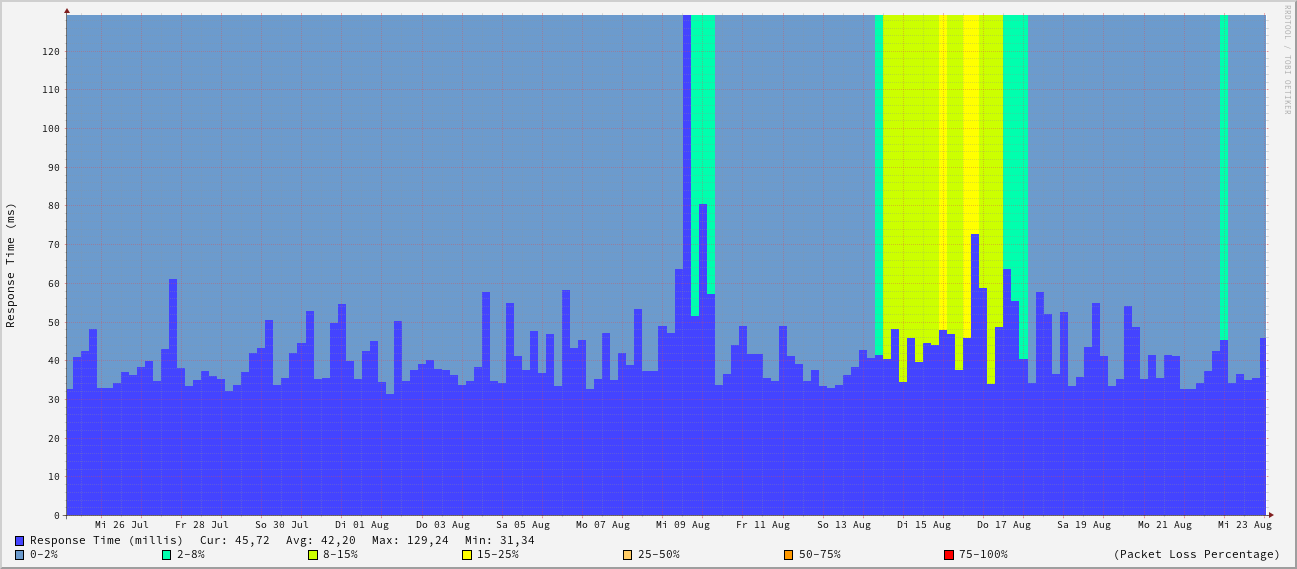 RRDTOOL / TOBI OETIKER
Response Time (ms)
120
110
100
90
80
70
60
50
40
30
20
10
0
Mi 26 Jul Fr 28 Jul So 30 Jul Di 01 Aug Do 03 Aug Sa 05 Aug Mo 07 Aug Mi 09 Aug Fr 11 Aug So 13 Aug Di 15 Aug Do 17 Aug Sa 19 Aug Mo 21 Aug Mi 23 Aug
Response Time (millis) Cur: 45,72 Avg: 42,20 Max: 129,24 Min: 31,34
0-2% 2-8% 8-15% 15-25% 25-50% 50-75% 75-100% (Packet Loss Percentage)